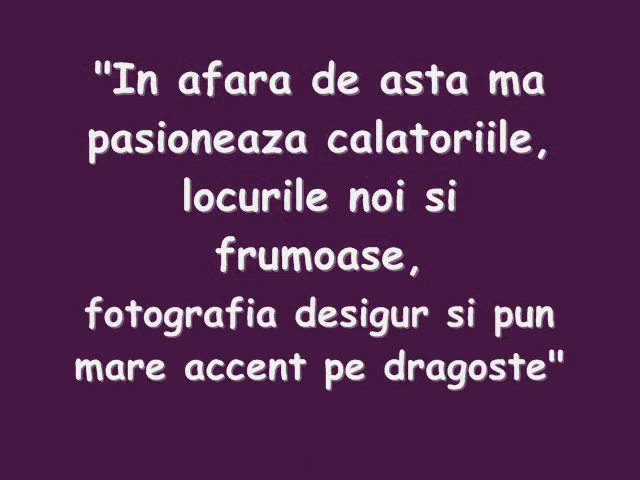 "In afara de asta ma
pasioneaza calatoriile,
locurile noi si
frumoase,
fotografia desigur si pun
mare accent pe dragoste"